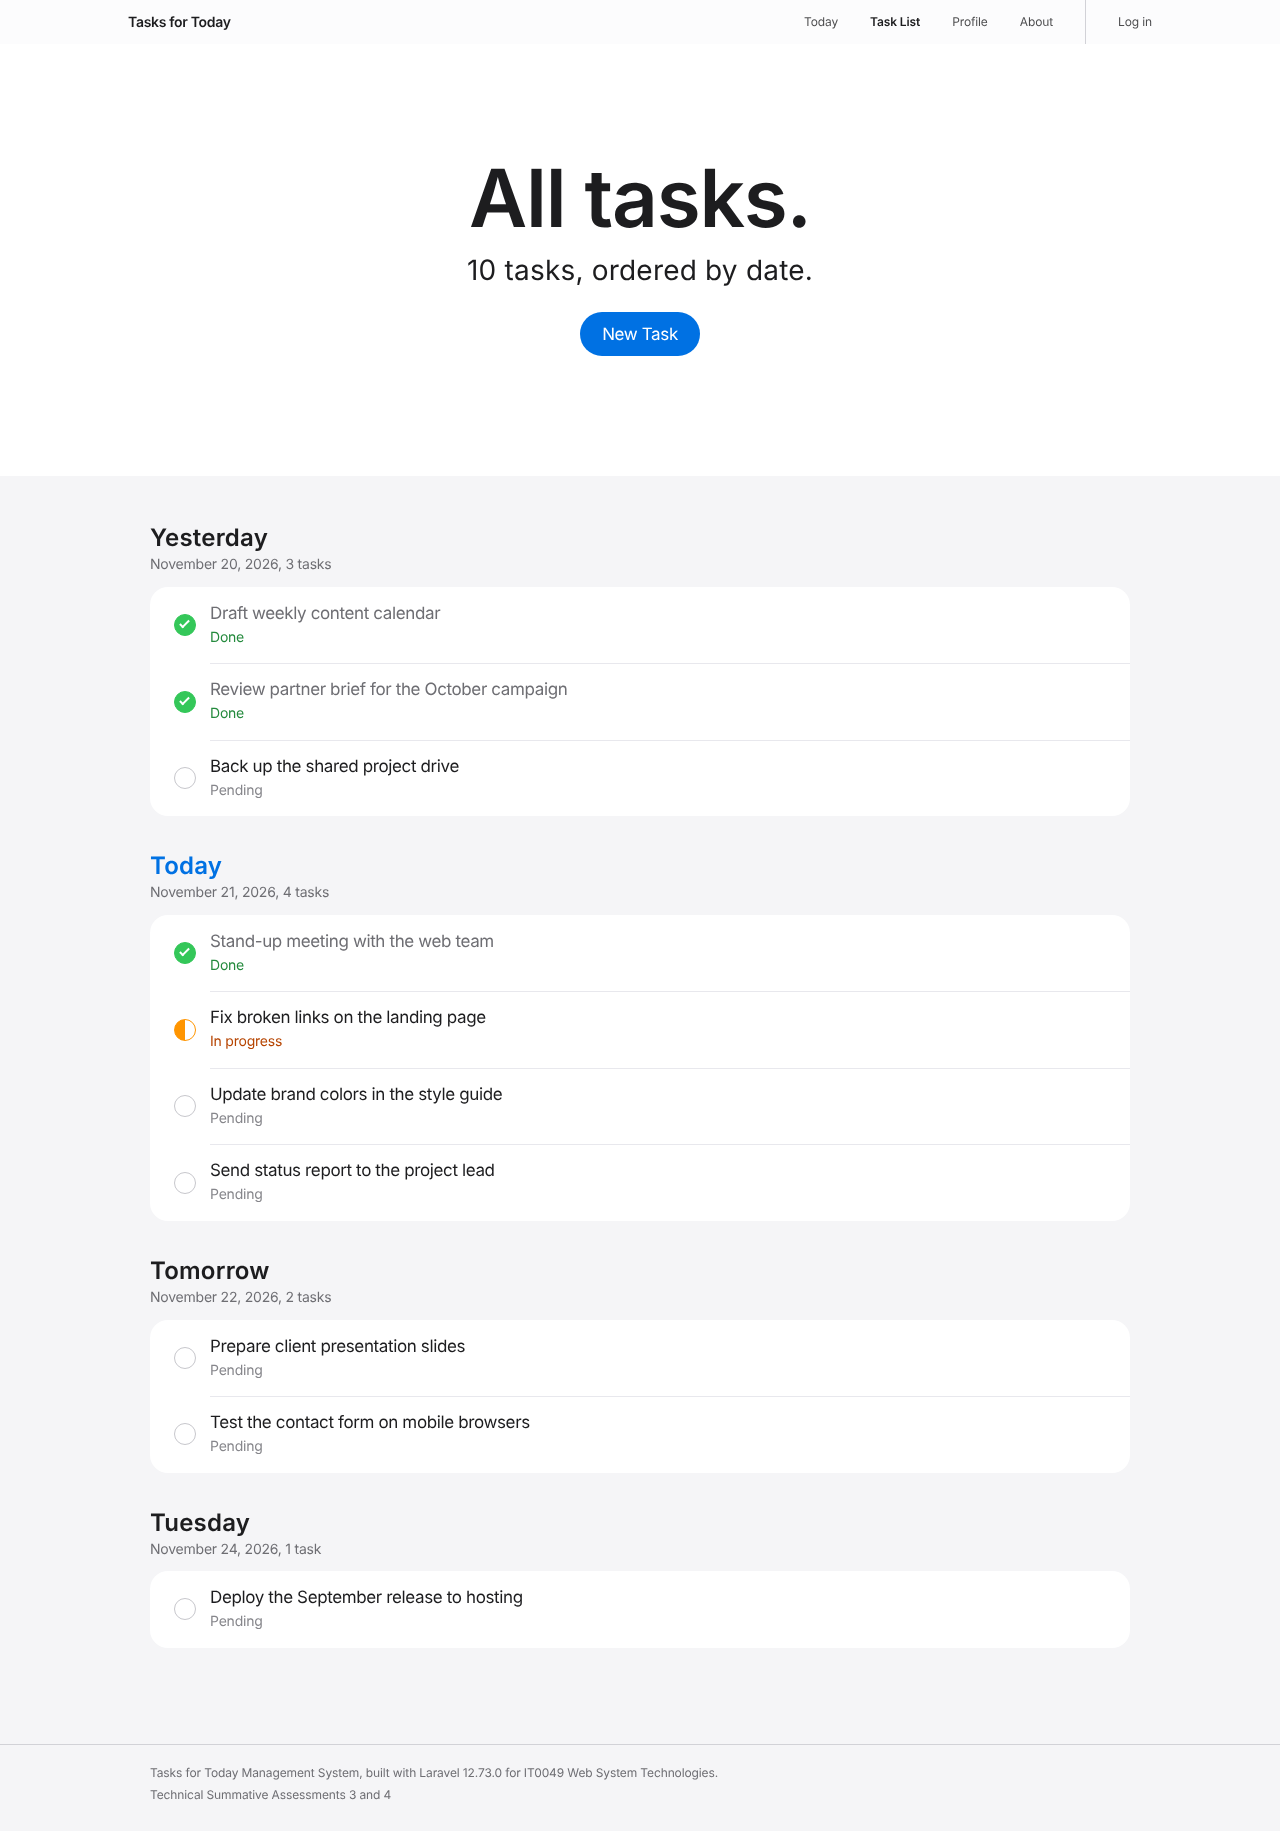 Tasks for Today
Today
Task List
Profile
About
Log in
All tasks.
10 tasks, ordered by date.
New Task
Yesterday
November 20, 2026, 3 tasks
Draft weekly content calendar
Done
Review partner brief for the October campaign
Done
Back up the shared project drive
Pending
Today
November 21, 2026, 4 tasks
Stand-up meeting with the web team
Done
Fix broken links on the landing page
In progress
Update brand colors in the style guide
Pending
Send status report to the project lead
Pending
Tomorrow
November 22, 2026, 2 tasks
Prepare client presentation slides
Pending
Test the contact form on mobile browsers
Pending
Tuesday
November 24, 2026, 1 task
Deploy the September release to hosting
Pending
Tasks for Today Management System, built with Laravel 12.73.0 for IT0049 Web System Technologies.
Technical Summative Assessments 3 and 4